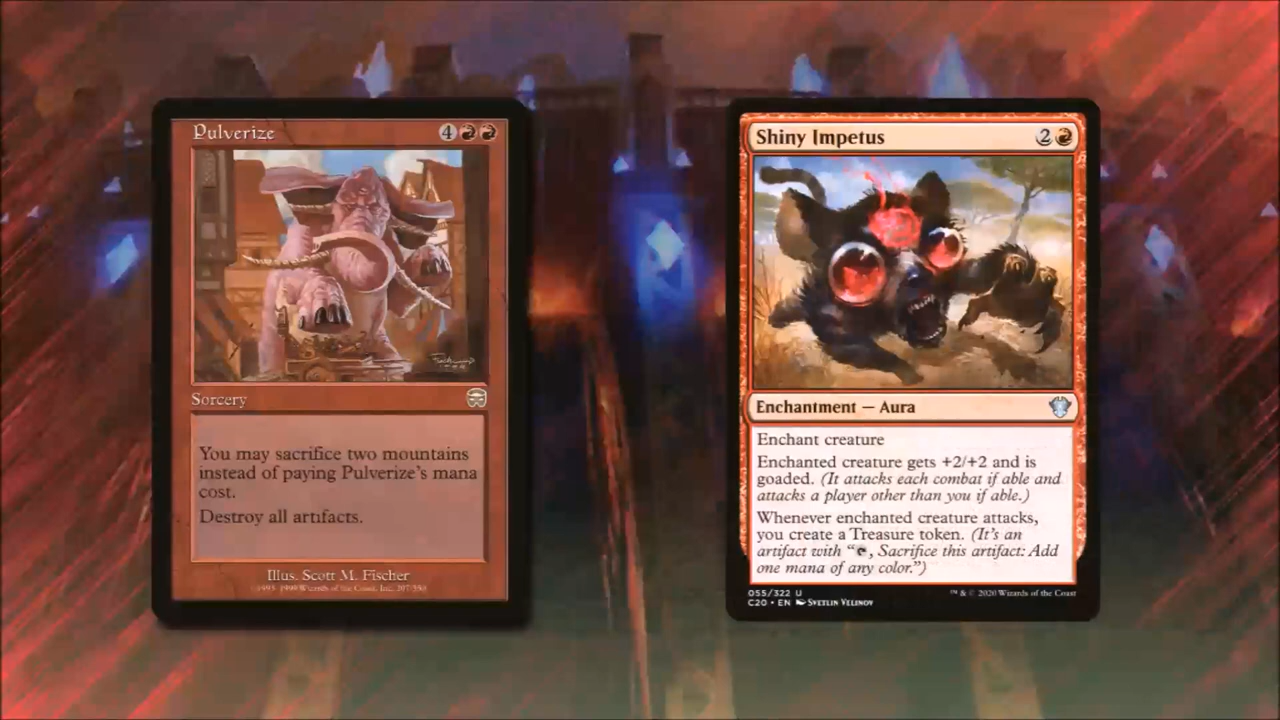 Pulverize
4
Sorcery
You may sacrifice two mountains
instead of paying Pulverize's mana
cost.
Destroy all artifacts.
Illus. Scott M. Fischer
Shiny Impetus
2
Enchantment — Aura
Enchant creature
Enchanted creature gets +2/+2 and is
goaded. (It attacks each combat if able and
attacks a player other than you if able.)
Whenever enchanted creature attacks,
you create a Treasure token. (It's an
artifact with “, Sacrifice this artifact: Add
one mana of any color.”)
055/322 U
C20 • EN Svetlin Velinov
™ & © 2020 Wizards of the Coast